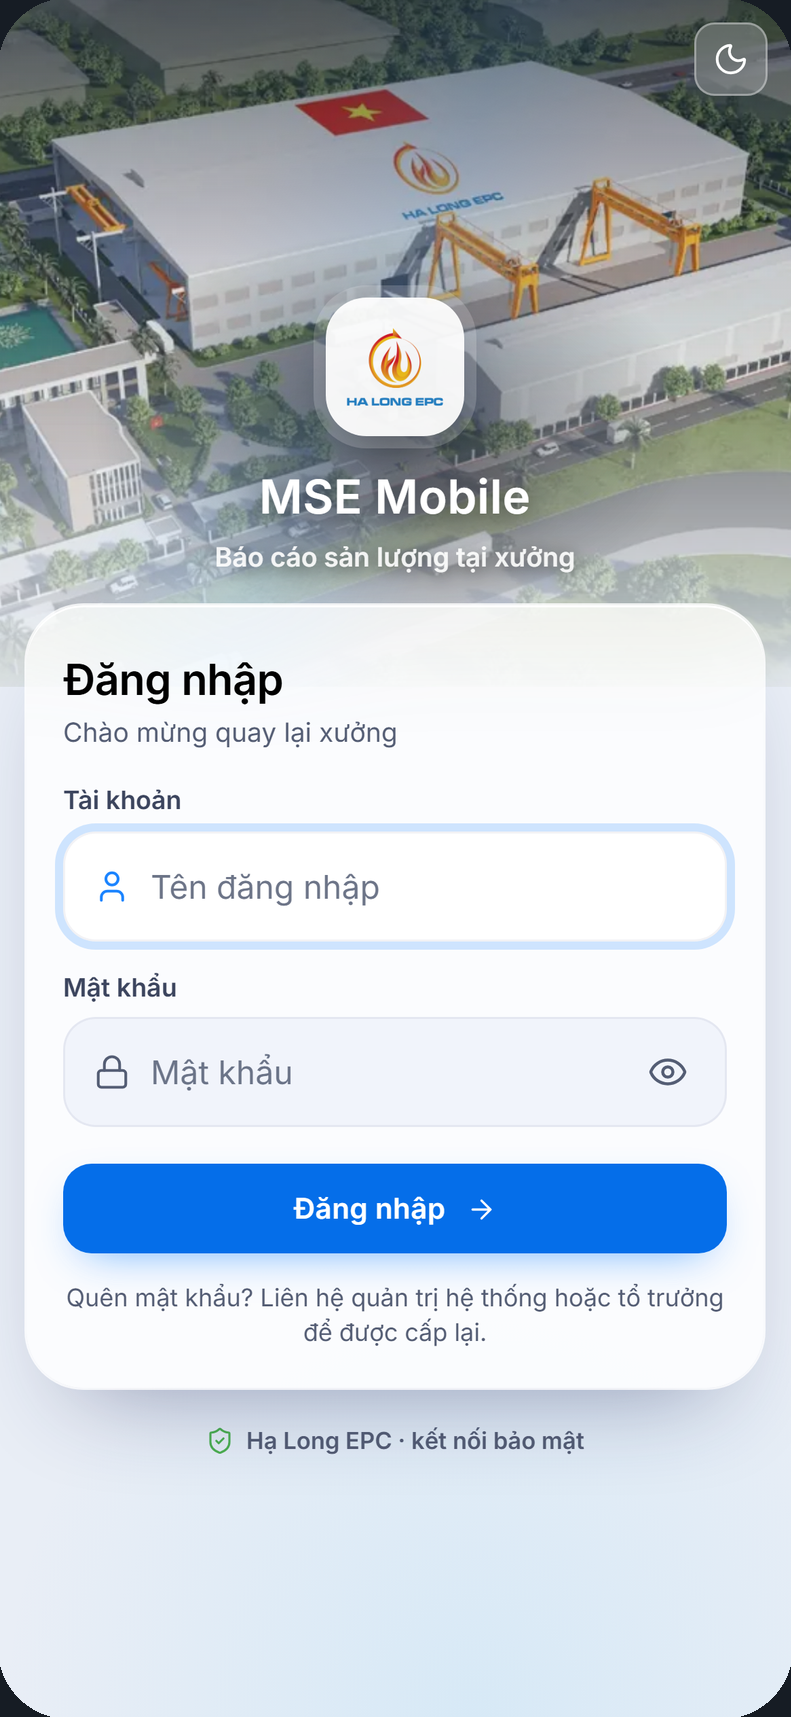 HA LONG EPC
HA LONG EPC
MSE Mobile
Báo cáo sản lượng tại xưởng
Đăng nhập
Chào mừng quay lại xưởng
Tài khoản
Tên đăng nhập
Mật khẩu
Mật khẩu
Đăng nhập →
Quên mật khẩu? Liên hệ quản trị hệ thống hoặc tổ trưởng
để được cấp lại.
Hạ Long EPC · kết nối bảo mật